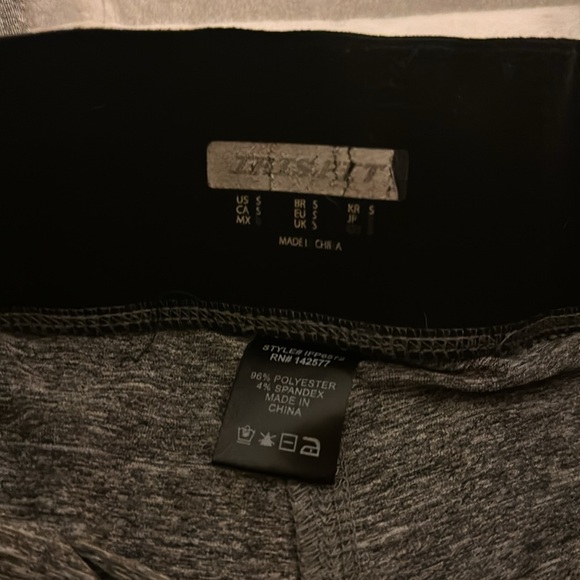 US S BR S KR S
CA S EU S JP
MX UK S
MADE CHINA
STYLE#
RN# 142577
96% POLYESTER
4% SPANDEX
MADE IN
CHINA